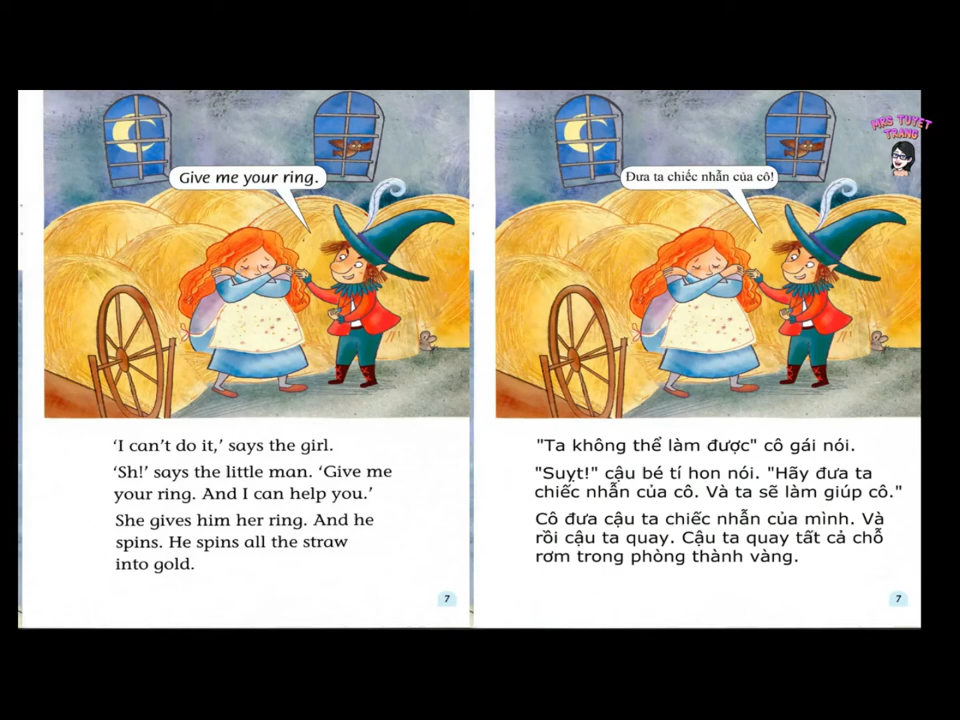 Give me your ring.
'I can't do it,' says the girl.
'Sh!' says the little man. 'Give me
your ring. And I can help you.'
She gives him her ring. And he
spins. He spins all the straw
into gold.
7
MRS TUYET
TRANG
Đưa ta chiếc nhẫn của cô!
"Ta không thể làm được" cô gái nói.
"Suỵt!" cậu bé tí hon nói. "Hãy đưa ta
chiếc nhẫn của cô. Và ta sẽ làm giúp cô."
Cô đưa cậu ta chiếc nhẫn của mình. Và
rồi cậu ta quay. Cậu ta quay tất cả chỗ
rơm trong phòng thành vàng.
7